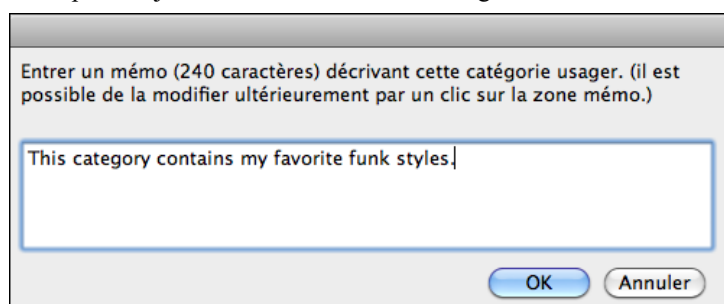 Entrer un mémo (240 caractères) décrivant cette catégorie usager. (il est
possible de la modifier ultérieurement par un clic sur la zone mémo.)
This category contains my favorite funk styles.
OK Annuler